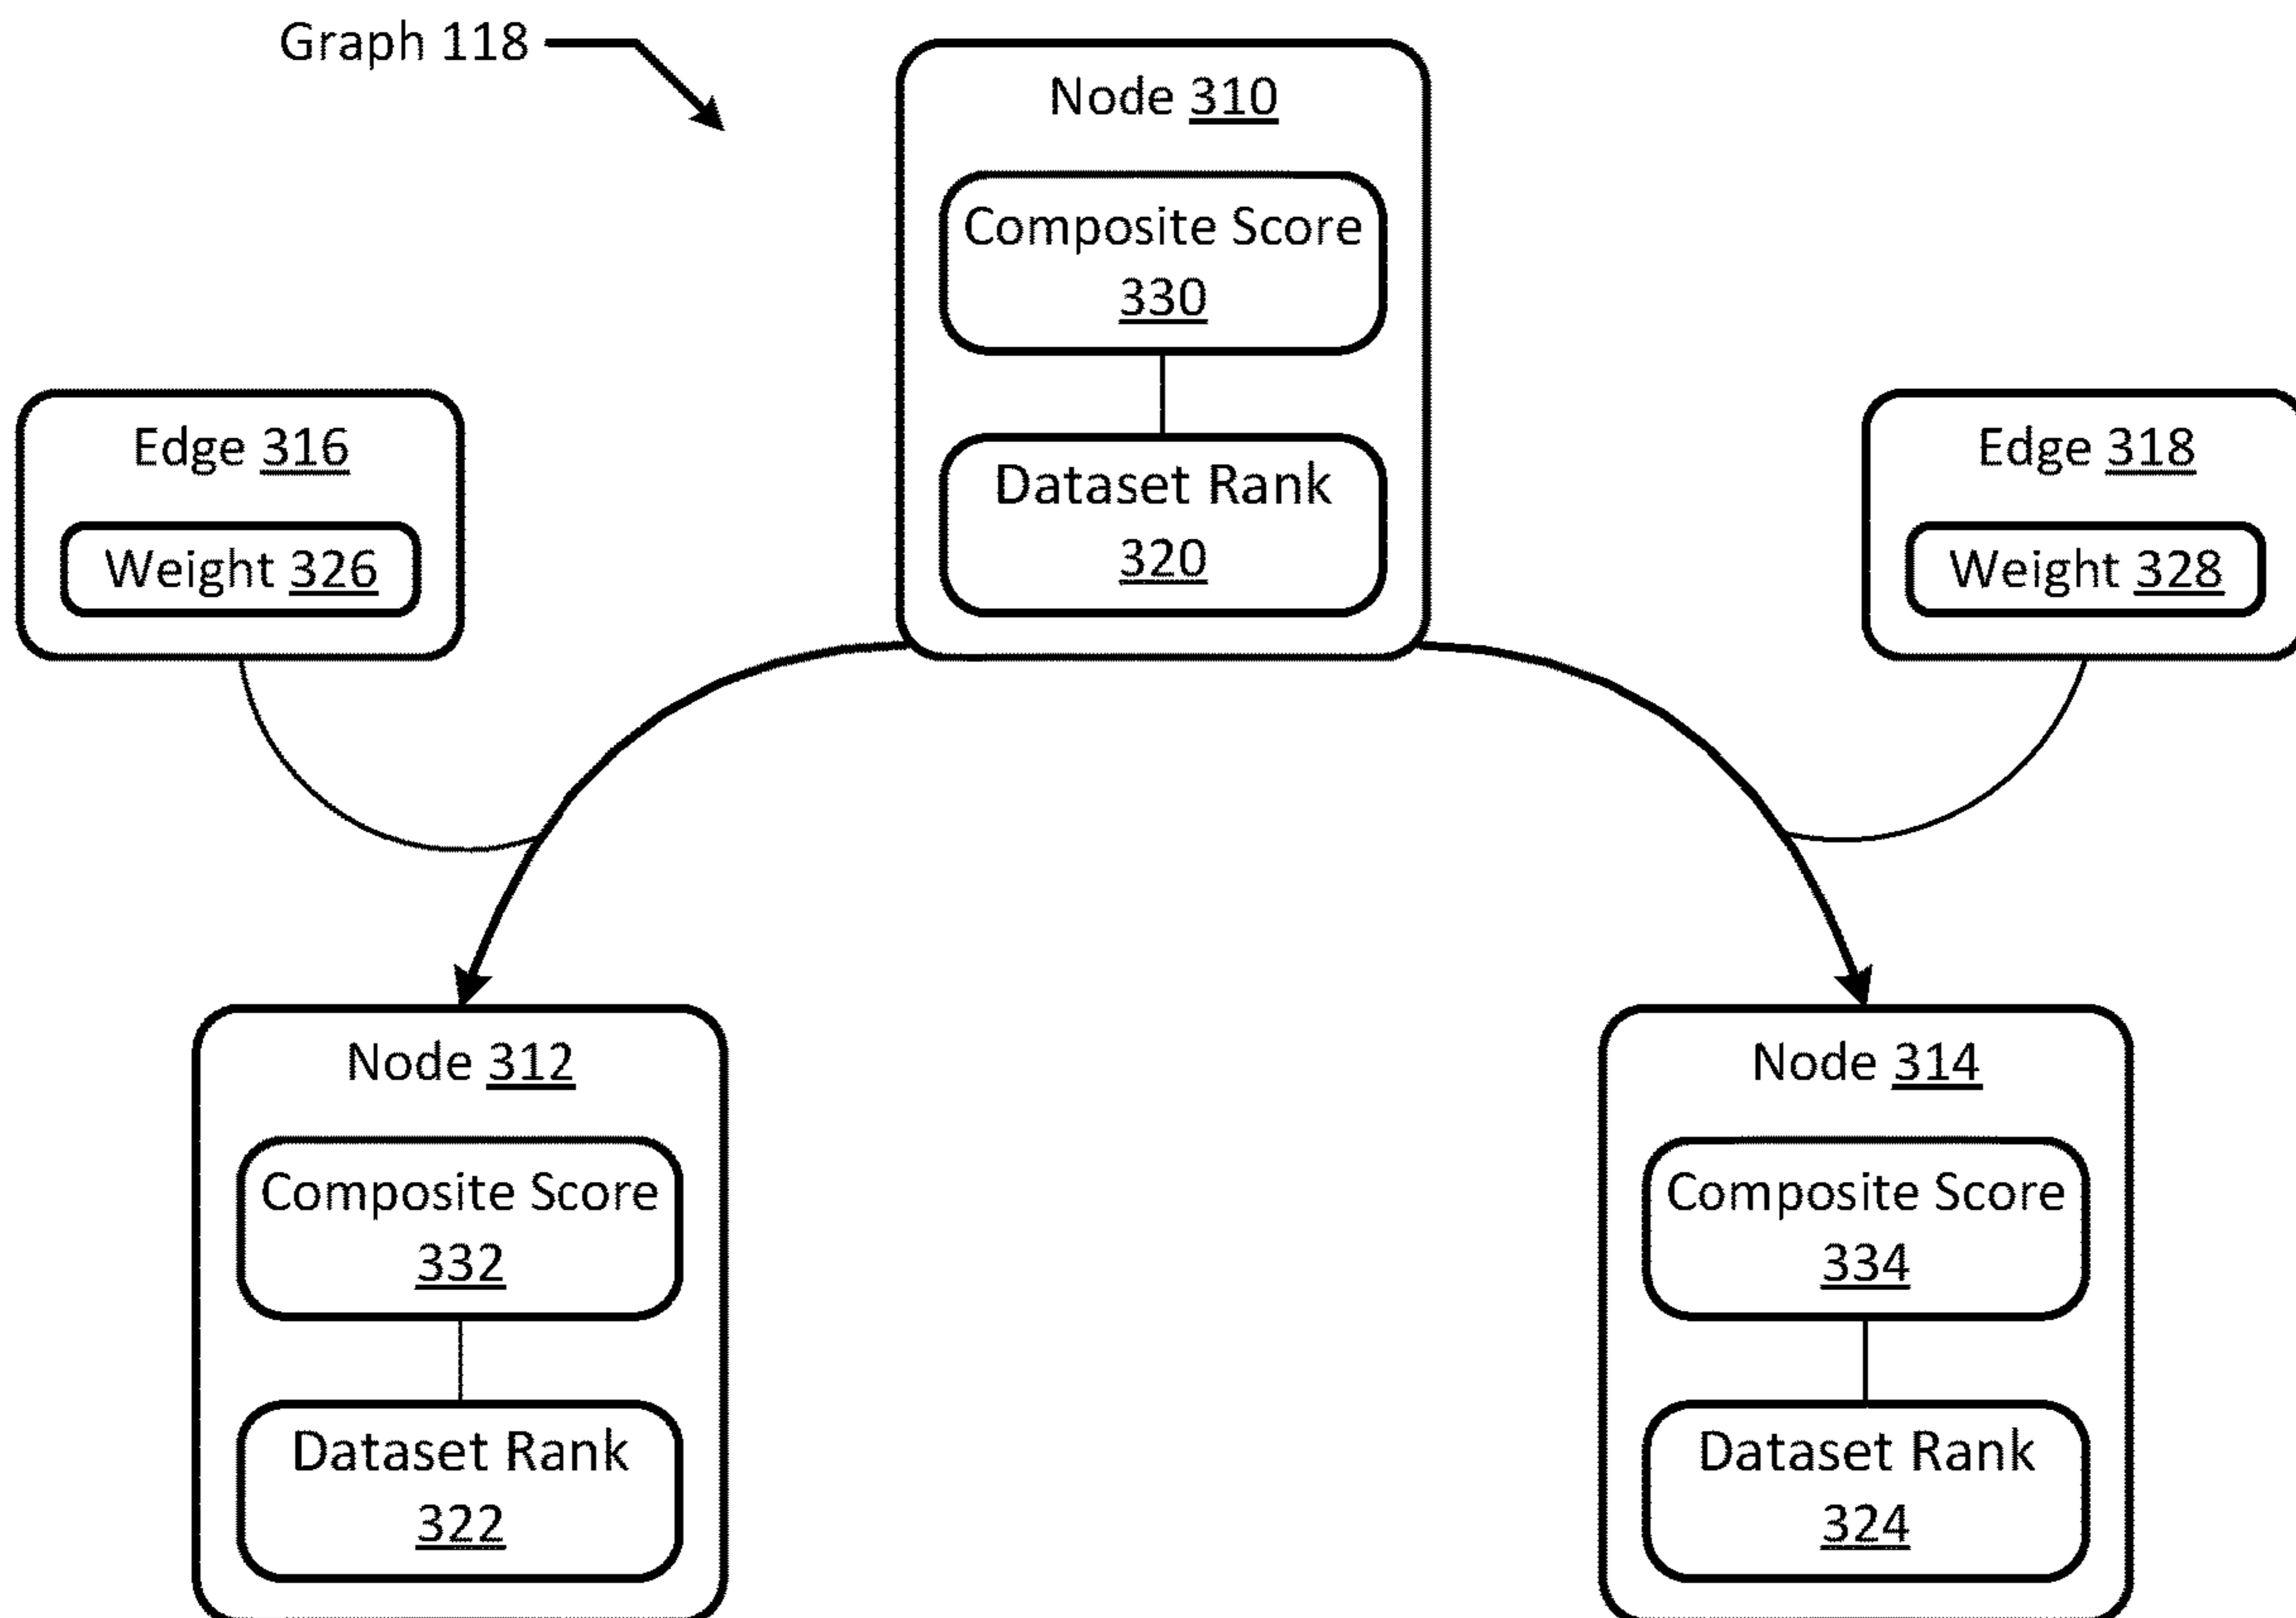 Graph 118
Node 310
Composite Score
330
Dataset Rank
320
Edge 316
Weight 326
Edge 318
Weight 328
Node 312
Composite Score
332
Dataset Rank
322
Node 314
Composite Score
334
Dataset Rank
324